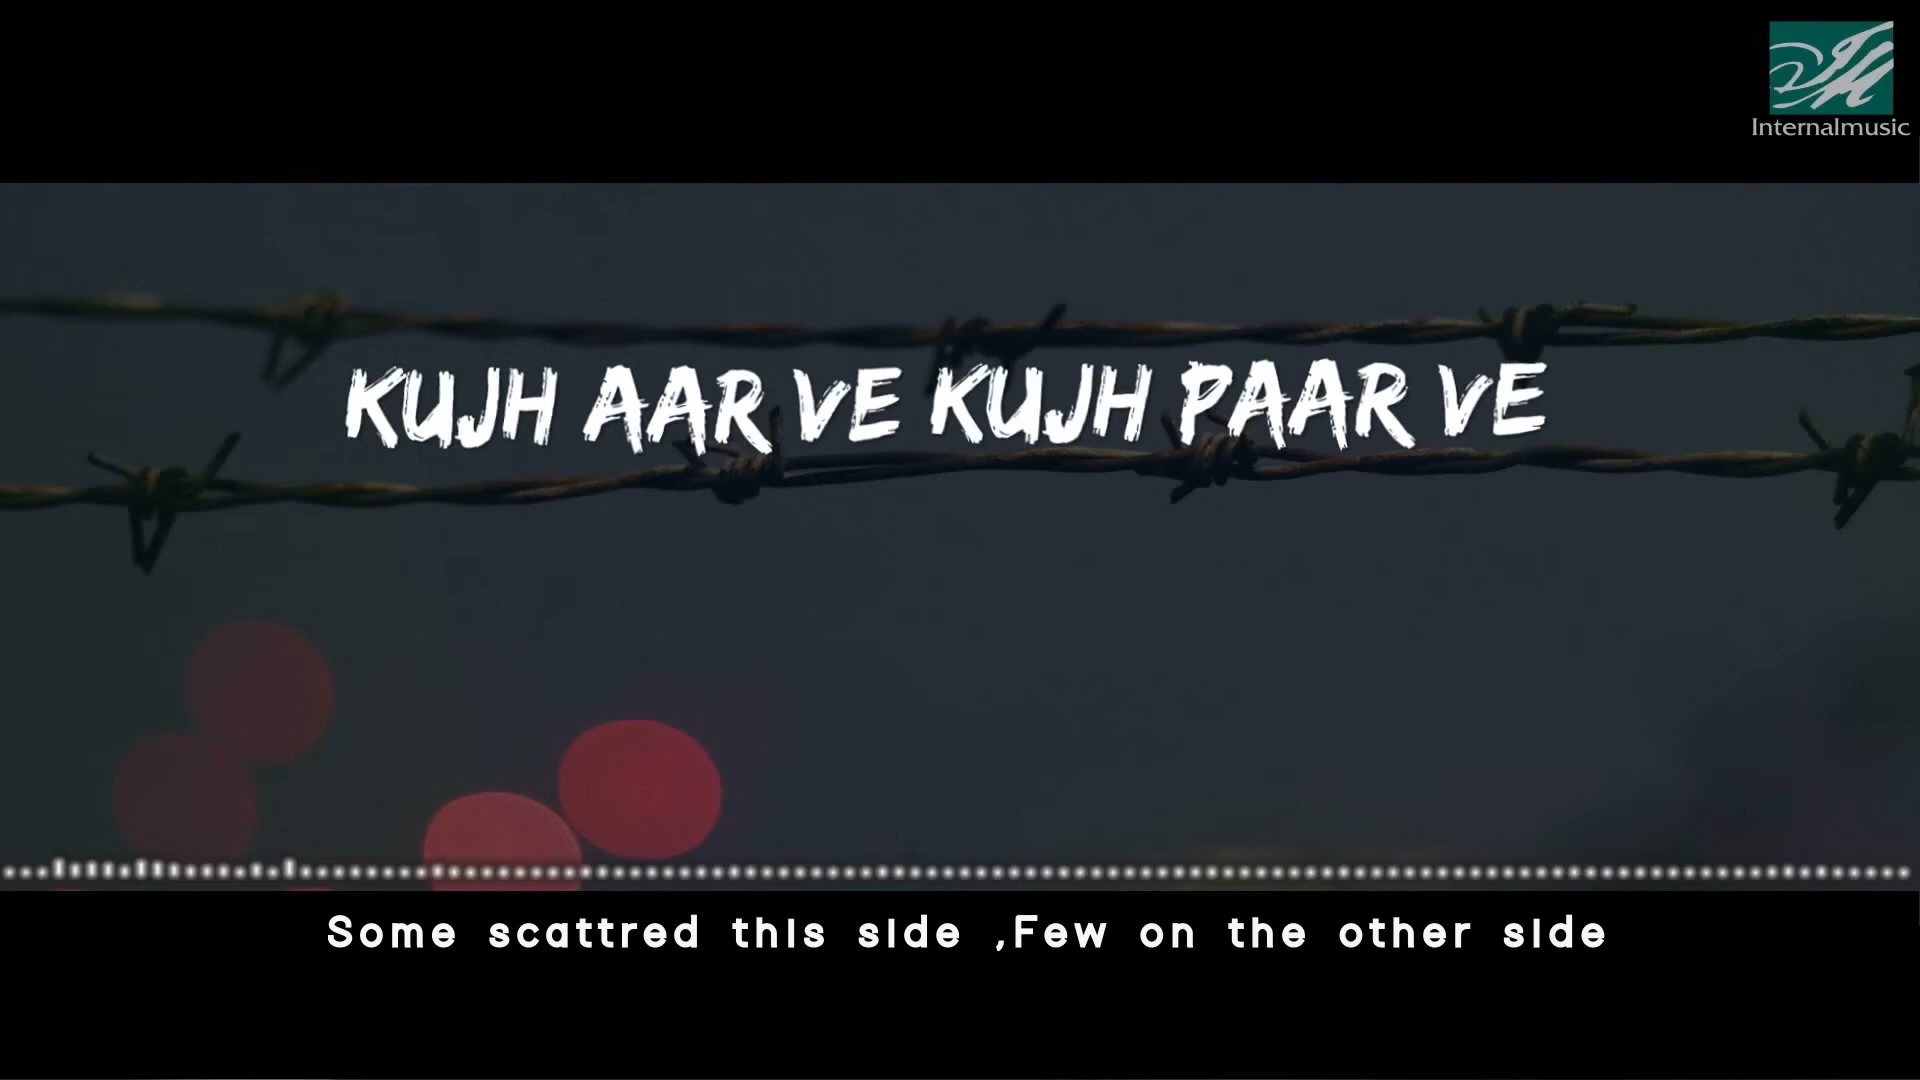 Internalmusic
KUJH AAR VE KUJH PAAR VE
Some scattred this side ,Few on the other side